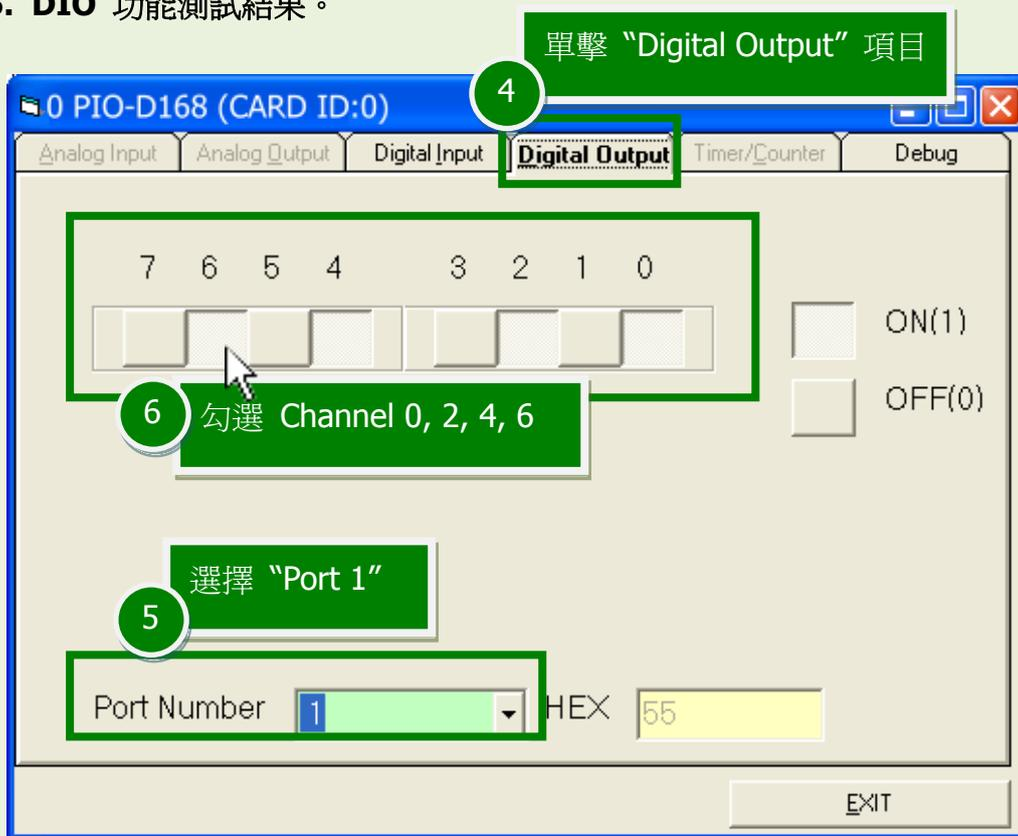 DIO 功能測試結果。
單擊 “Digital Output” 項目
4
0 PIO-D168 (CARD ID:0)
Analog Input Analog Output Digital Input Digital Output Timer/Counter Debug
7 6 5 4 3 2 1 0
ON(1)
OFF(0)
6 勾選 Channel 0, 2, 4, 6
選擇 “Port 1”
5
Port Number 1 HEX 55
EXIT